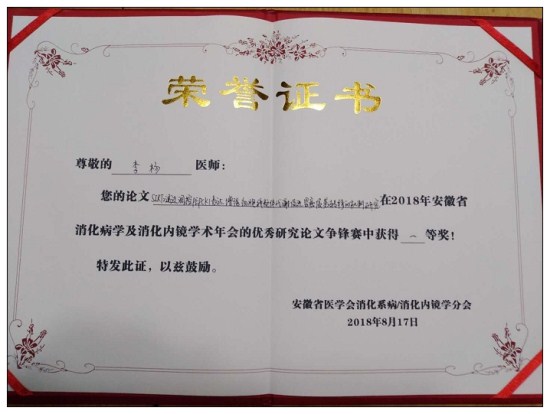 荣誉证书
尊敬的 李杨 医师:
您的论文 在2018年安徽省
消化病学及消化内镜学术年会的优秀研究论文争锋赛中获得 等奖!
特发此证,以兹鼓励。
安徽省医学会消化系病/消化内镜学分会
2018年8月17日